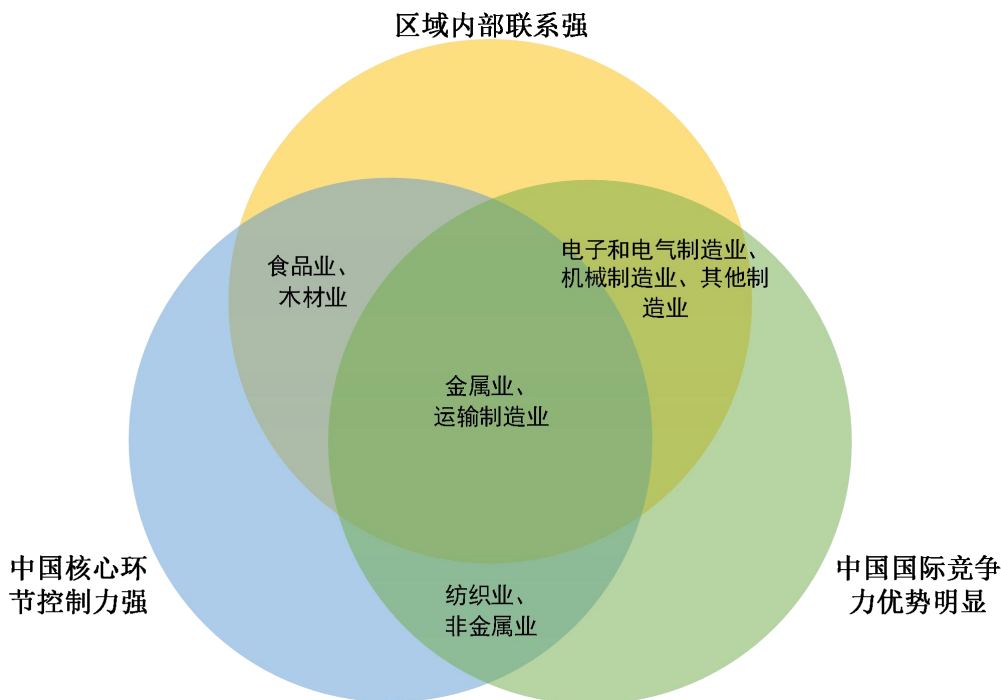 区域内部联系强
食品业、
木材业
电子和电气制造业、
机械制造业、其他制
造业
金属业、
运输制造业
中国核心环
节控制力强
纺织业、
非金属业
中国国际竞争
力优势明显